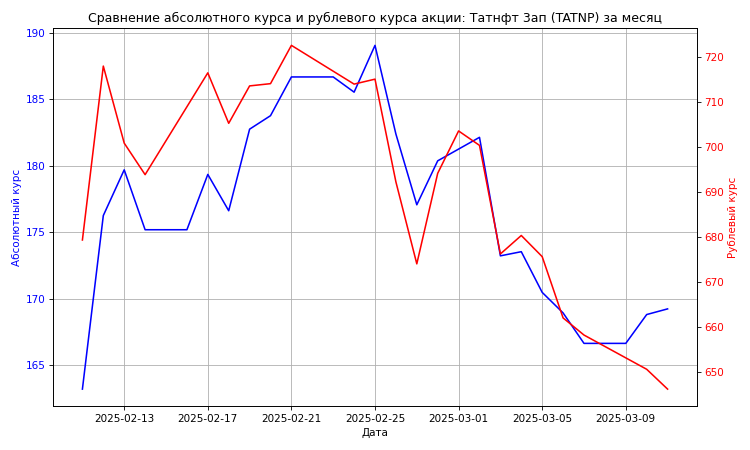 Сравнение абсолютного курса и рублевого курса акции: Татнфт 3ап (TATNP) за месяц
190
185
180
175
170
165
Абсолютный курс
720
710
700
690
680
670
660
650
Рублевый курс
2025-02-13 2025-02-17 2025-02-21 2025-02-25 2025-03-01 2025-03-05 2025-03-09
Дата